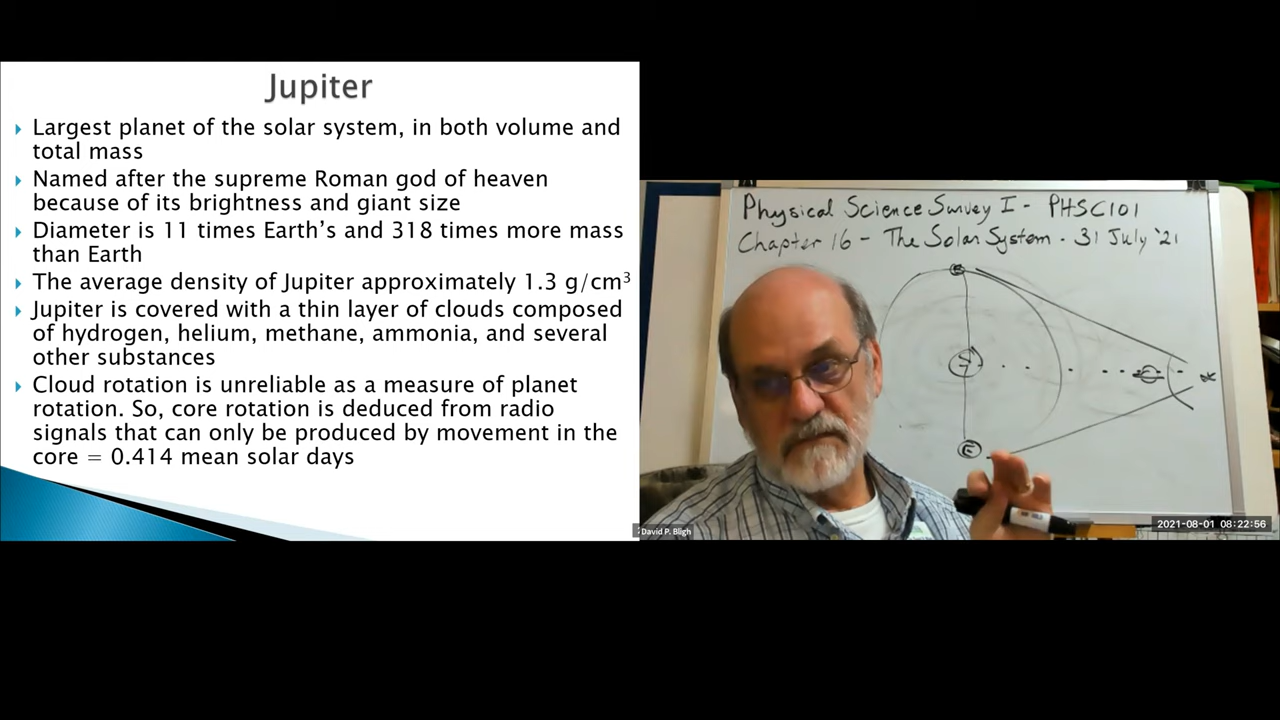 Jupiter
Largest planet of the solar system, in both volume and
total mass
Named after the supreme Roman god of heaven
because of its brightness and giant size
Diameter is 11 times Earth's and 318 times more mass
than Earth
The average density of Jupiter approximately 1.3 g/cm³
Jupiter is covered with a thin layer of clouds composed
of hydrogen, helium, methane, ammonia, and several
other substances
Cloud rotation is unreliable as a measure of planet
rotation. So, core rotation is deduced from radio
signals that can only be produced by movement in the
core = 0.414 mean solar days
Physical Science Survey I - PHSC101
Chapter 16 - The Solar System - 31 July '21
E
David P. Bligh
2021-08-01 08:22:56